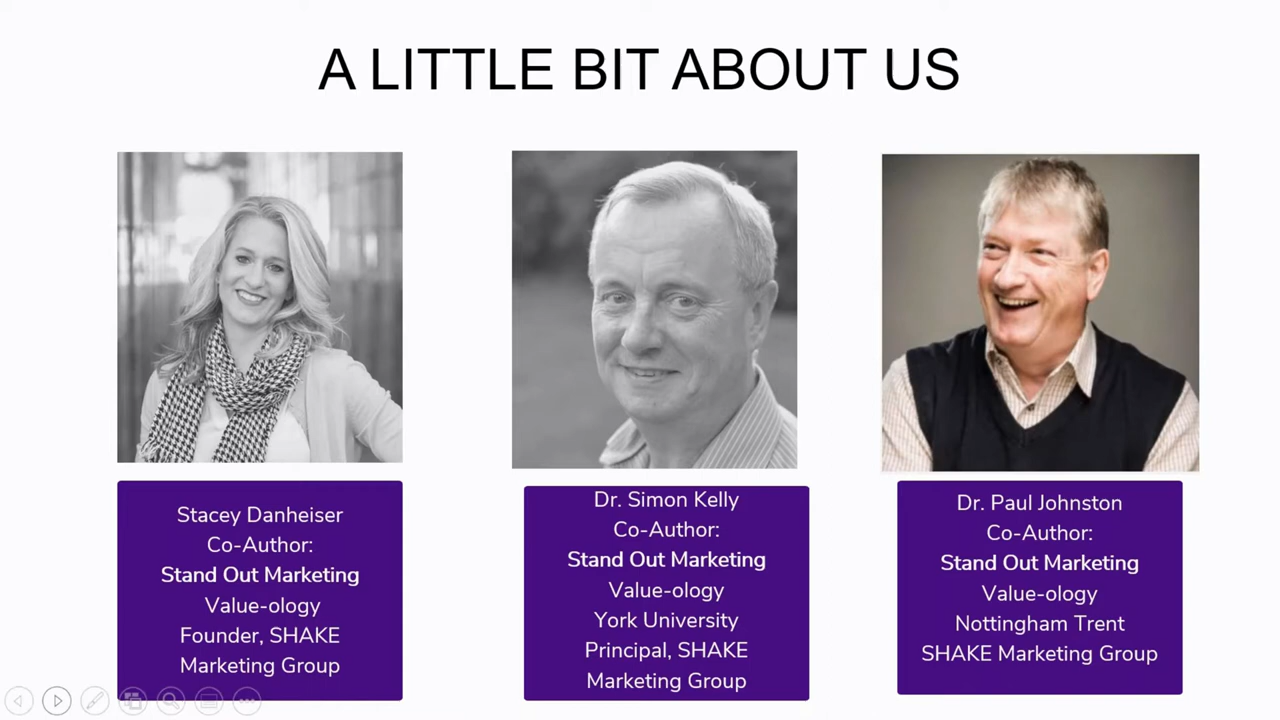 A LITTLE BIT ABOUT US
Stacey Danheiser
Co-Author:
Stand Out Marketing
Value-ology
Founder, SHAKE
Marketing Group
Dr. Simon Kelly
Co-Author:
Stand Out Marketing
Value-ology
York University
Principal, SHAKE
Marketing Group
Dr. Paul Johnston
Co-Author:
Stand Out Marketing
Value-ology
Nottingham Trent
SHAKE Marketing Group